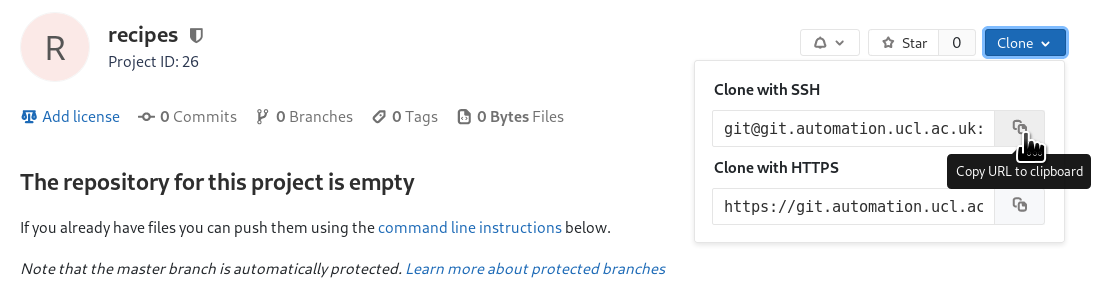 R
recipes
Project ID: 26
Star
0
Clone
Add license
0 Commits
0 Branches
0 Tags
0 Bytes Files
Clone with SSH
git@git.automation.ucl.ac.uk:
Copy URL to clipboard
Clone with HTTPS
https://git.automation.ucl.ac
The repository for this project is empty
If you already have files you can push them using the command line instructions below.
Note that the master branch is automatically protected. Learn more about protected branches